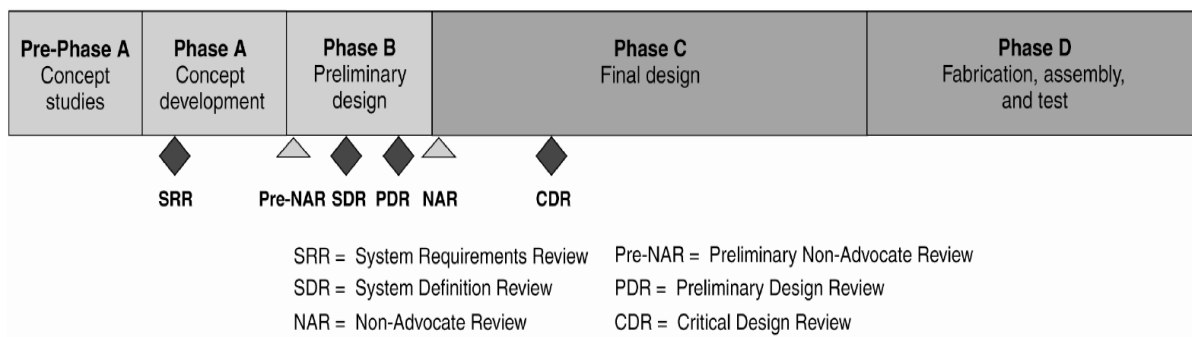 Pre-Phase A
Concept
studies
Phase A
Concept
development
Phase B
Preliminary
design
Phase C
Final design
Phase D
Fabrication, assembly,
and test
SRR
Pre-NAR
SDR
PDR
NAR
CDR
SRR = System Requirements Review
SDR = System Definition Review
NAR = Non-Advocate Review
Pre-NAR = Preliminary Non-Advocate Review
PDR = Preliminary Design Review
CDR = Critical Design Review